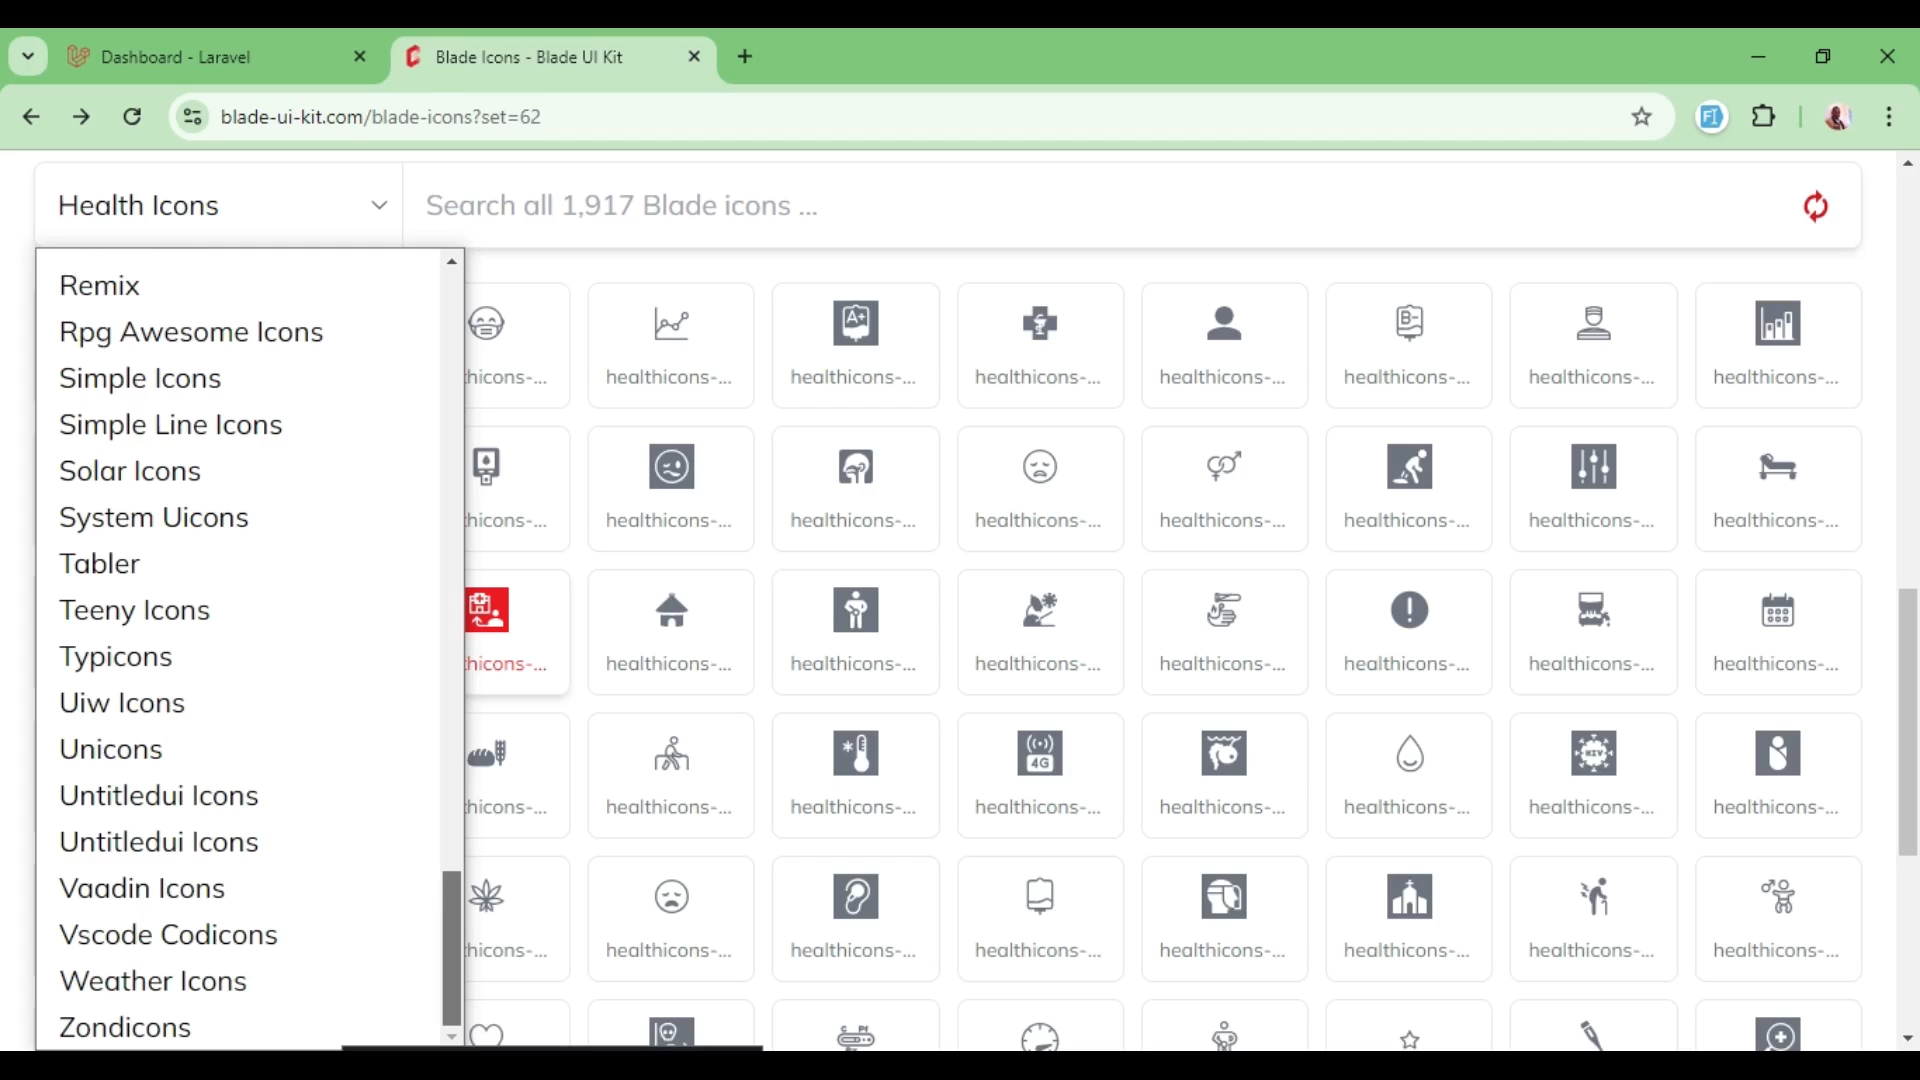 Dashboard - Laravel
Blade Icons - Blade UI Kit
blade-ui-kit.com/blade-icons?set=62
Health Icons
Search all 1,917 Blade icons ...
Remix
Rpg Awesome Icons
Simple Icons
Simple Line Icons
Solar Icons
System Uicons
Tabler
Teeny Icons
Typicons
Uiw Icons
Unicons
Untitledui Icons
Untitledui Icons
Vaadin Icons
Vscode Codicons
Weather Icons
Zondicons
A+
B-
hicons-... healthicons-... healthicons-... healthicons-... healthicons-... healthicons-... healthicons-... healthicons-...
hicons-... healthicons-... healthicons-... healthicons-... healthicons-... healthicons-... healthicons-... healthicons-...
hicons-... healthicons-... healthicons-... healthicons-... healthicons-... healthicons-... healthicons-... healthicons-...
4G
HIV
hicons-... healthicons-... healthicons-... healthicons-... healthicons-... healthicons-... healthicons-... healthicons-...
hicons-... healthicons-... healthicons-... healthicons-... healthicons-... healthicons-... healthicons-... healthicons-...